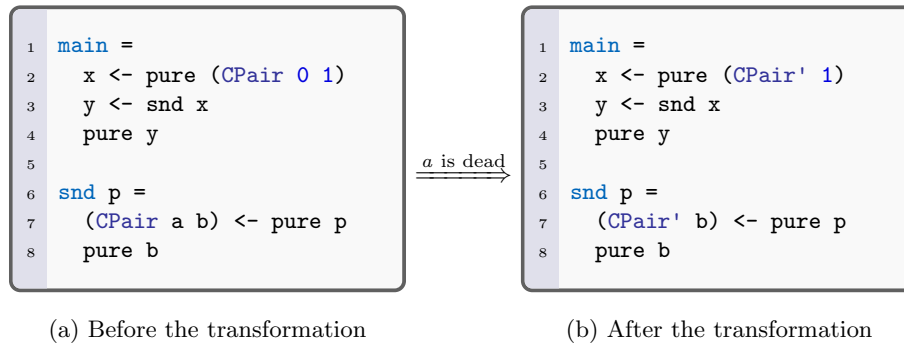 1 main =
2 x <- pure (CPair 0 1)
3 y <- snd x
4 pure y
5
6 snd p =
7 (CPair a b) <- pure p
8 pure b
a is dead
1 main =
2 x <- pure (CPair' 1)
3 y <- snd x
4 pure y
5
6 snd p =
7 (CPair' b) <- pure p
8 pure b
(a) Before the transformation
(b) After the transformation